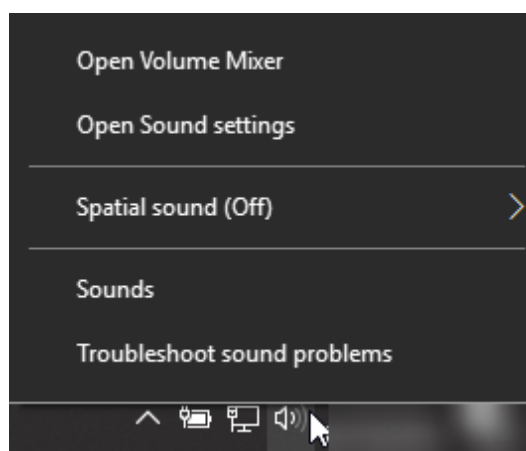 Open Volume Mixer
Open Sound settings
Spatial sound (Off)
Sounds
Troubleshoot sound problems